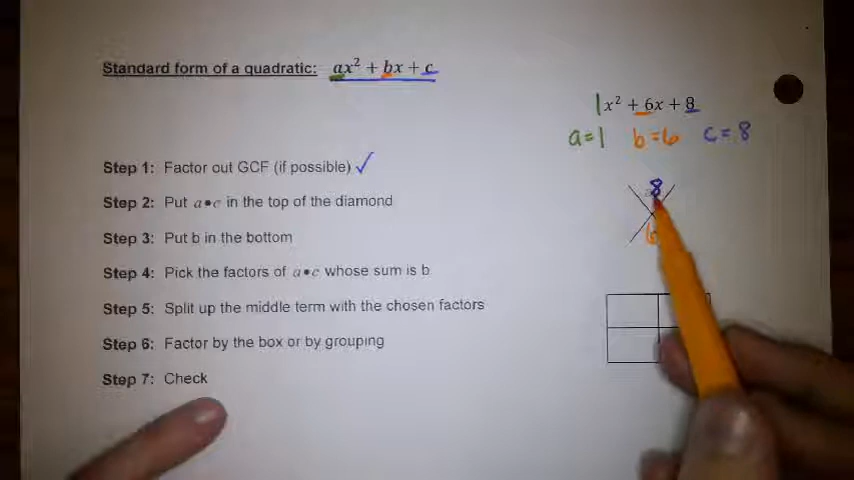 Standard form of a quadratic: ax² + bx + c
1x² + 6x + 8
a=1 b=6 c=8
Step 1: Factor out GCF (if possible) ✓
Step 2: Put a•c in the top of the diamond
8
Step 3: Put b in the bottom
6
Step 4: Pick the factors of a•c whose sum is b
Step 5: Split up the middle term with the chosen factors
Step 6: Factor by the box or by grouping
Step 7: Check